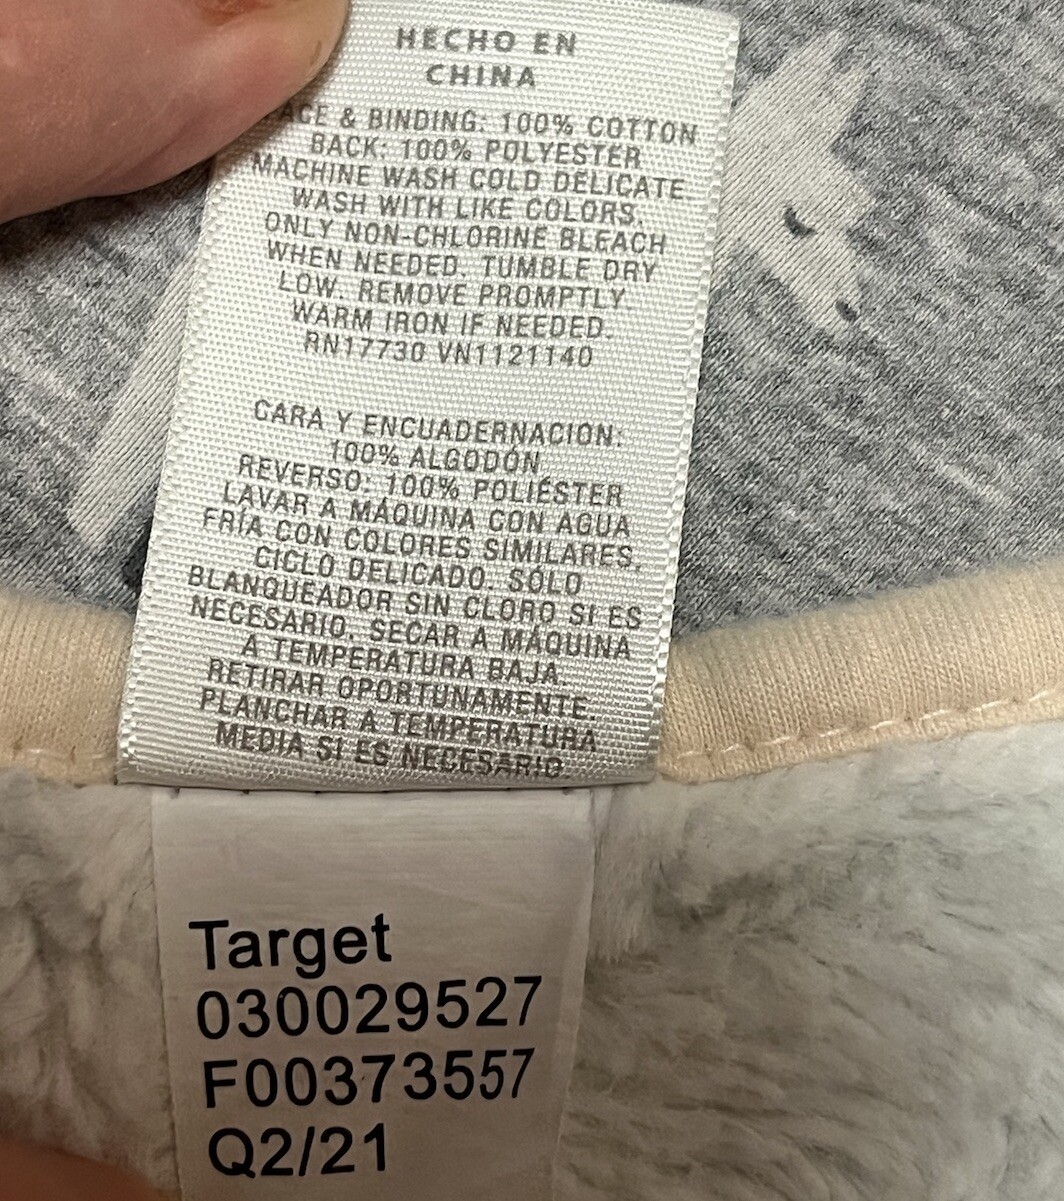 HECHO EN
CHINA
& BINDING: 100% COTTON
BACK: 100% POLYESTER
MACHINE WASH COLD DELICATE.
WASH WITH LIKE COLORS.
ONLY NON-CHLORINE BLEACH
WHEN NEEDED. TUMBLE DRY
LOW. REMOVE PROMPTLY.
WARM IRON IF NEEDED.
RN17730 VN1121140
CARA Y ENCUADERNACION:
100% ALGODÓN
REVERSO: 100% POLIÉSTER
LAVAR A MÁQUINA CON AGUA
FRÍA CON COLORES SIMILARES.
CICLO DELICADO. SÓLO
BLANQUEADOR SIN CLORO SI ES
NECESARIO. SECAR A MÁQUINA
A TEMPERATURA BAJA.
RETIRAR OPORTUNAMENTE.
PLANCHAR A TEMPERATURA
MEDIA SI ES NECESARIO.
Target
030029527
F00373557
Q2/21